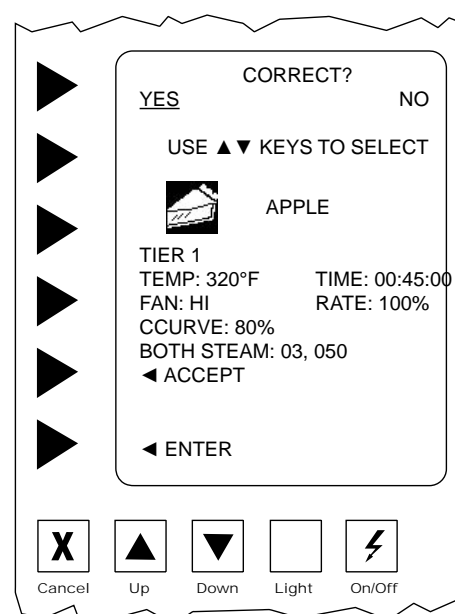 CORRECT?
YES NO
USE ▲▼ KEYS TO SELECT
APPLE
TIER 1
TEMP: 320°F TIME: 00:45:00
FAN: HI RATE: 100%
CCURVE: 80%
BOTH STEAM: 03, 050
◄ ACCEPT
◄ ENTER
X
Cancel Up Down Light On/Off